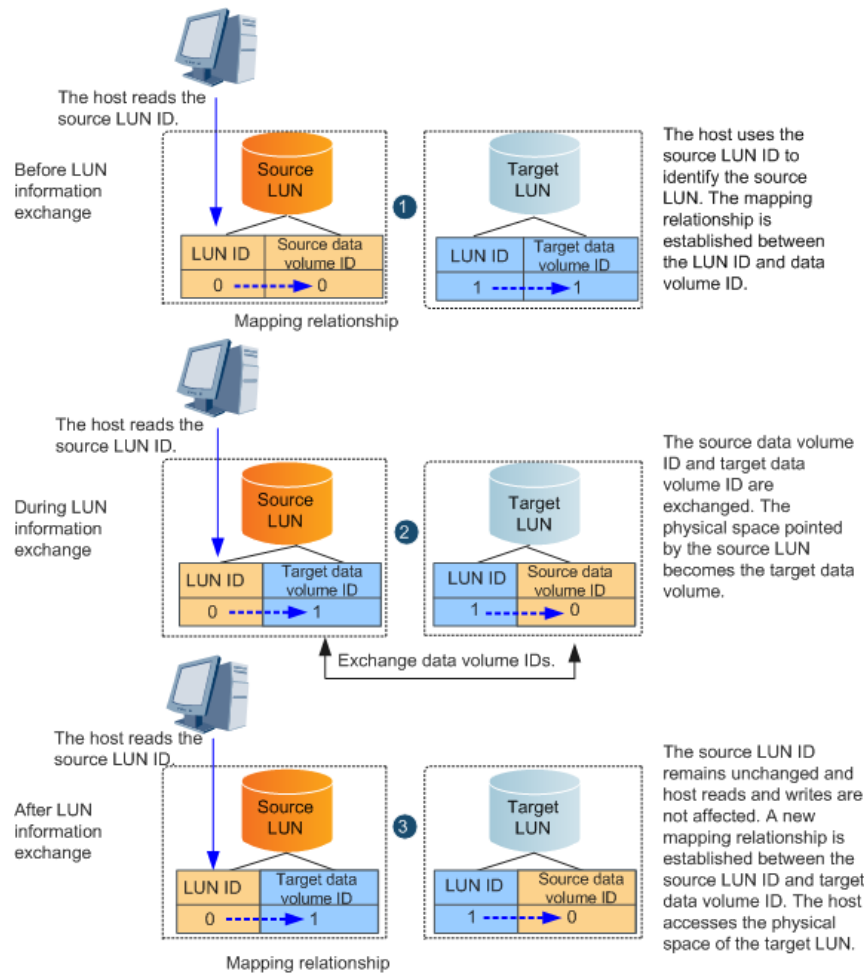 The host reads the
source LUN ID.
Before LUN
information
exchange
Source
LUN
1
Target
LUN
LUN ID
Source data
volume ID
0
0
LUN ID
Target data
volume ID
1
1
Mapping relationship
The host uses the
source LUN ID to
identify the source
LUN. The mapping
relationship is
established between
the LUN ID and data
volume ID.
The host reads the
source LUN ID.
During LUN
information
exchange
Source
LUN
2
Target
LUN
LUN ID
Target data
volume ID
0
1
LUN ID
Source data
volume ID
1
0
Exchange data volume IDs.
The source data volume
ID and target data
volume ID are
exchanged. The
physical space pointed
by the source LUN
becomes the target data
volume.
The host reads the
source LUN ID.
After LUN
information
exchange
Source
LUN
3
Target
LUN
LUN ID
Target data
volume ID
0
1
LUN ID
Source data
volume ID
1
0
Mapping relationship
The source LUN ID
remains unchanged and
host reads and writes are
not affected. A new
mapping relationship is
established between the
source LUN ID and target
data volume ID. The host
accesses the physical
space of the target LUN.